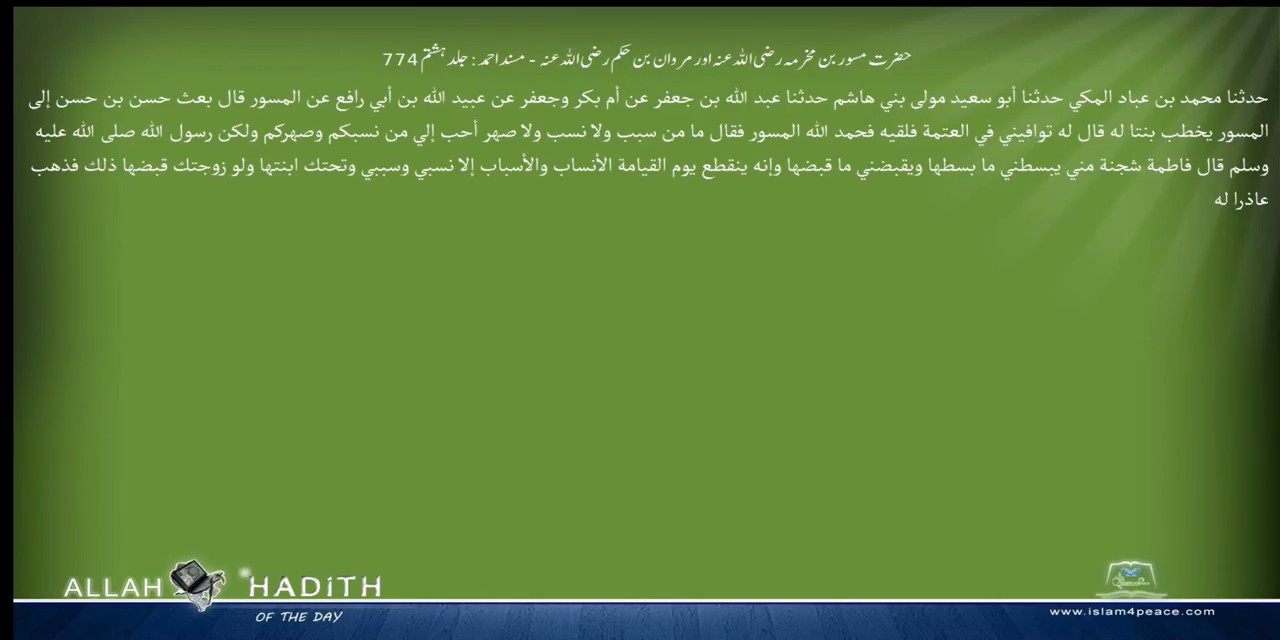 حضرت مسور بن مخرمہ رضی اللہ عنہ اور مروان بن حکم رضی اللہ عنہ - مسند احمد : جلد ہشتم 774
حدثنا محمد بن عباد المكي حدثنا أبو سعيد مولى بني هاشم حدثنا عبد الله بن جعفر عن أم بكر وجعفر عن عبيد الله بن أبي رافع عن المسور قال بعث حسن بن حسن إلى
المسور يخطب بنتا له قال له توافيني في العتمة فلقيه فحمد الله المسور فقال ما من سبب ولا نسب ولا صهر أحب إلي من نسبكم وصهركم ولكن رسول الله صلى الله عليه
وسلم قال فاطمة شجنة مني يبسطني ما بسطها ويقبضني ما قبضها وإنه ينقطع يوم القيامة الأنساب والأسباب إلا نسبي وسببي وتحتك ابنتها ولو زوجتك قبضها ذلك فذهب
عاذرا له
ALLAH HADITH
OF THE DAY
www.islam4peace.com